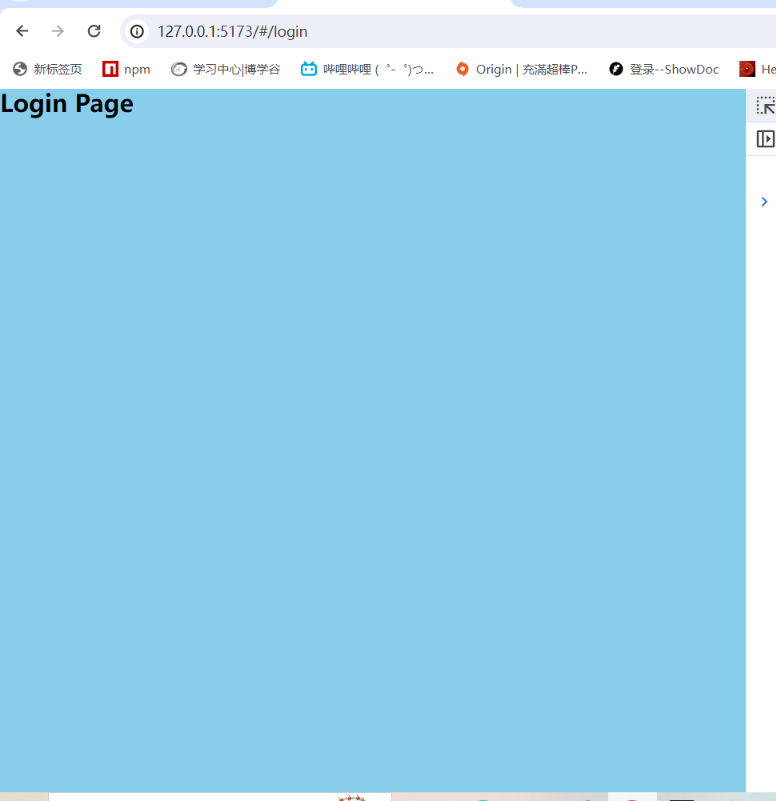 127.0.0.1:5173/#/login
新标签页 npm 学习中心|博学谷 哔哩哔哩 ( ゜- ゜)つ... Origin | 充滿超棒P... 登录--ShowDoc He
Login Page